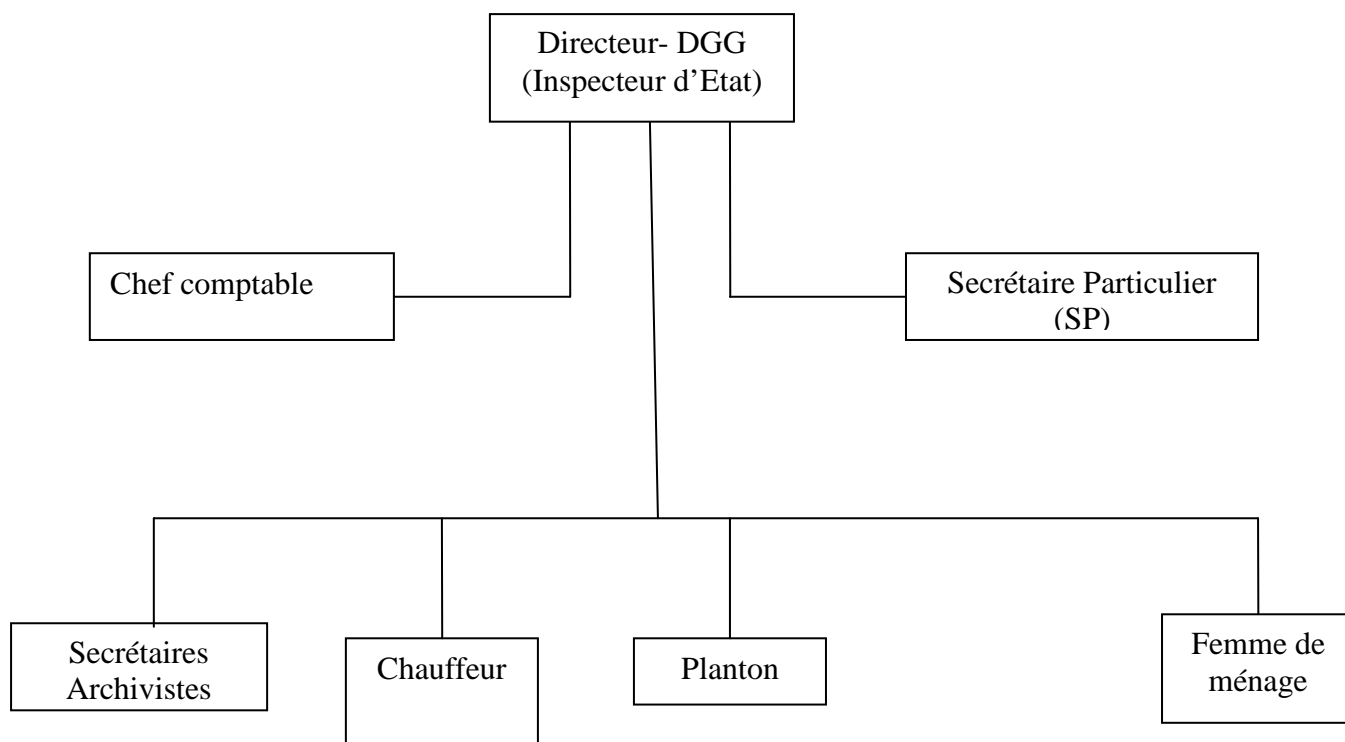 Directeur- DGG
(Inspecteur d’Etat)
Chef comptable
Secrétaire Particulier
(SP)
Secrétaires
Archivistes
Chauffeur
Planton
Femme de
ménage